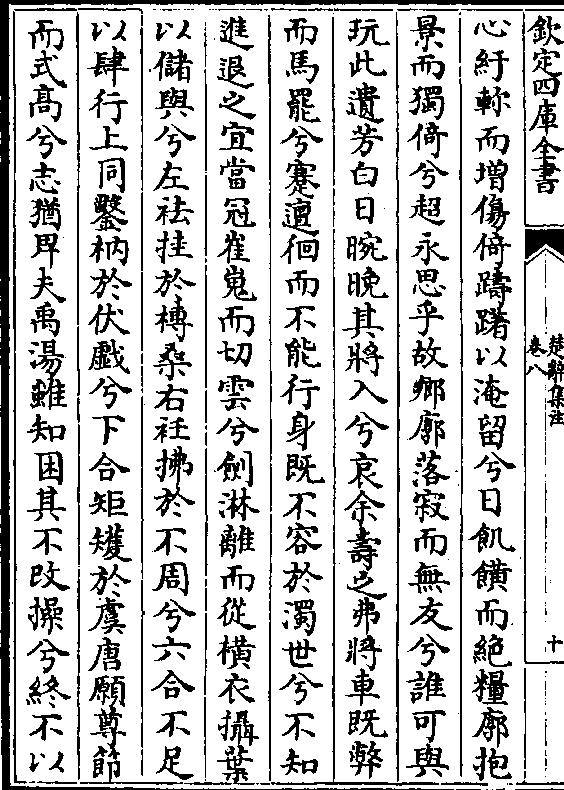 欽定四庫全書
楚辭集注
卷八
十
心紆軫而增傷倚躊躇以淹留兮日飢饉而絶糧廓抱
景而獨倚兮超永思乎故鄉廓落寂而無友兮誰可與
玩此遺芳白日晼晚其將入兮哀余壽之弗將車既弊
而馬罷兮蹇邅徊而不能行身既不容於濁世兮不知
進退之宜當冠崔嵬而切雲兮劍淋離而從横衣攝葉
以儲與兮左袪挂於榑桑右衽拂於不周兮六合不足
以肆行上同鑿枘於伏戲兮下合矩矱於虞唐願尊節
而式髙兮志猶卑夫禹湯雖知困其不改操兮終不以